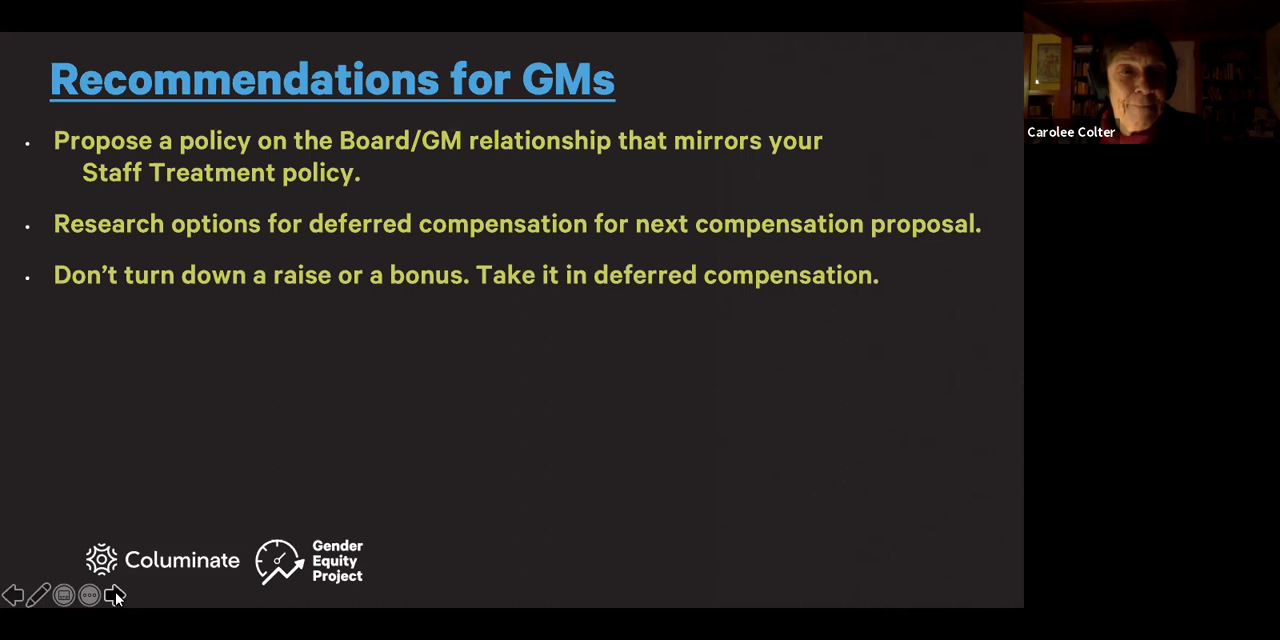 Recommendations for GMs
· Propose a policy on the Board/GM relationship that mirrors your
Staff Treatment policy.
· Research options for deferred compensation for next compensation proposal.
· Don’t turn down a raise or a bonus. Take it in deferred compensation.
Columinate
Gender
Equity
Project
Carolee Colter